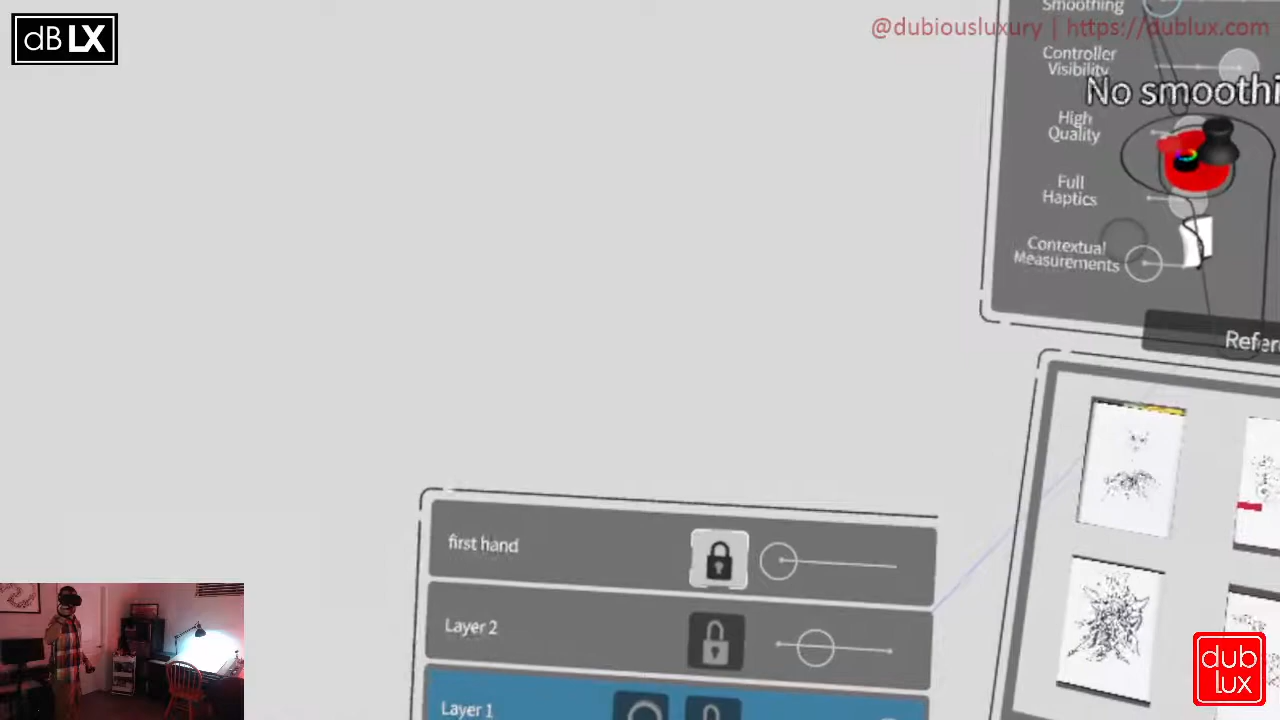 dB LX
@dubiousluxury | https://dublux.com
Smoothing
Controller
Visibility
No smoothi
High
Quality
Full
Haptics
Contextual
Measurements
Refer
first hand
Layer 2
Layer 1
dub
lux